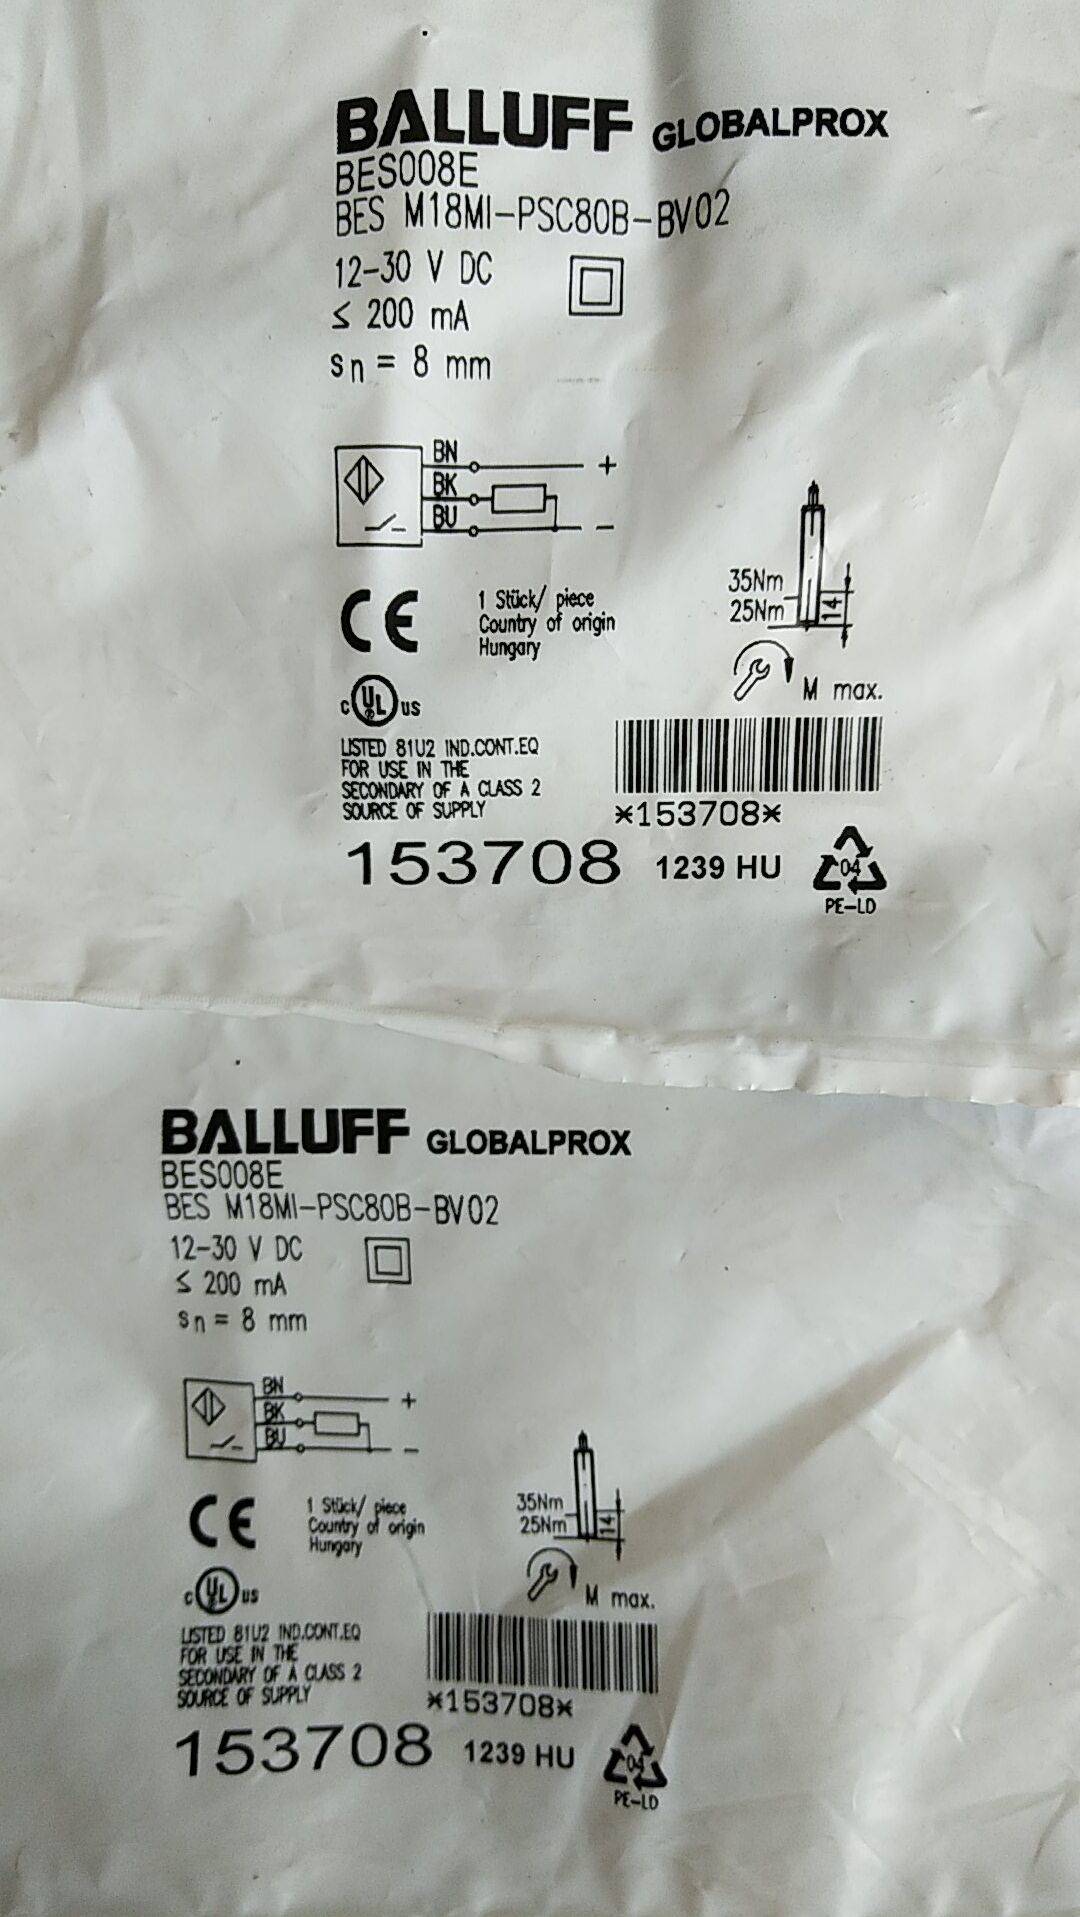 BALLUFF GLOBALPROX
BES008E
BES M18MI-PSC80B-BV02
12-30 V DC
≤ 200 mA
sn = 8 mm
BN
+
BK
BU
-
35Nm
25Nm
14
CE
1 Stück/ piece
Country of origin
Hungary
M max.
c UL us
LISTED 81U2 IND.CONT.EQ
FOR USE IN THE
SECONDARY OF A CLASS 2
SOURCE OF SUPPLY
*153708*
153708 1239 HU
04
PE-LD
BALLUFF GLOBALPROX
BES008E
BES M18MI-PSC80B-BV02
12-30 V DC
≤ 200 mA
sn = 8 mm
BN
+
BK
BU
-
35Nm
25Nm
14
CE
1 Stück/ piece
Country of origin
Hungary
M max.
c UL us
LISTED 81U2 IND.CONT.EQ
FOR USE IN THE
SECONDARY OF A CLASS 2
SOURCE OF SUPPLY
*153708*
153708 1239 HU
04
PE-LD